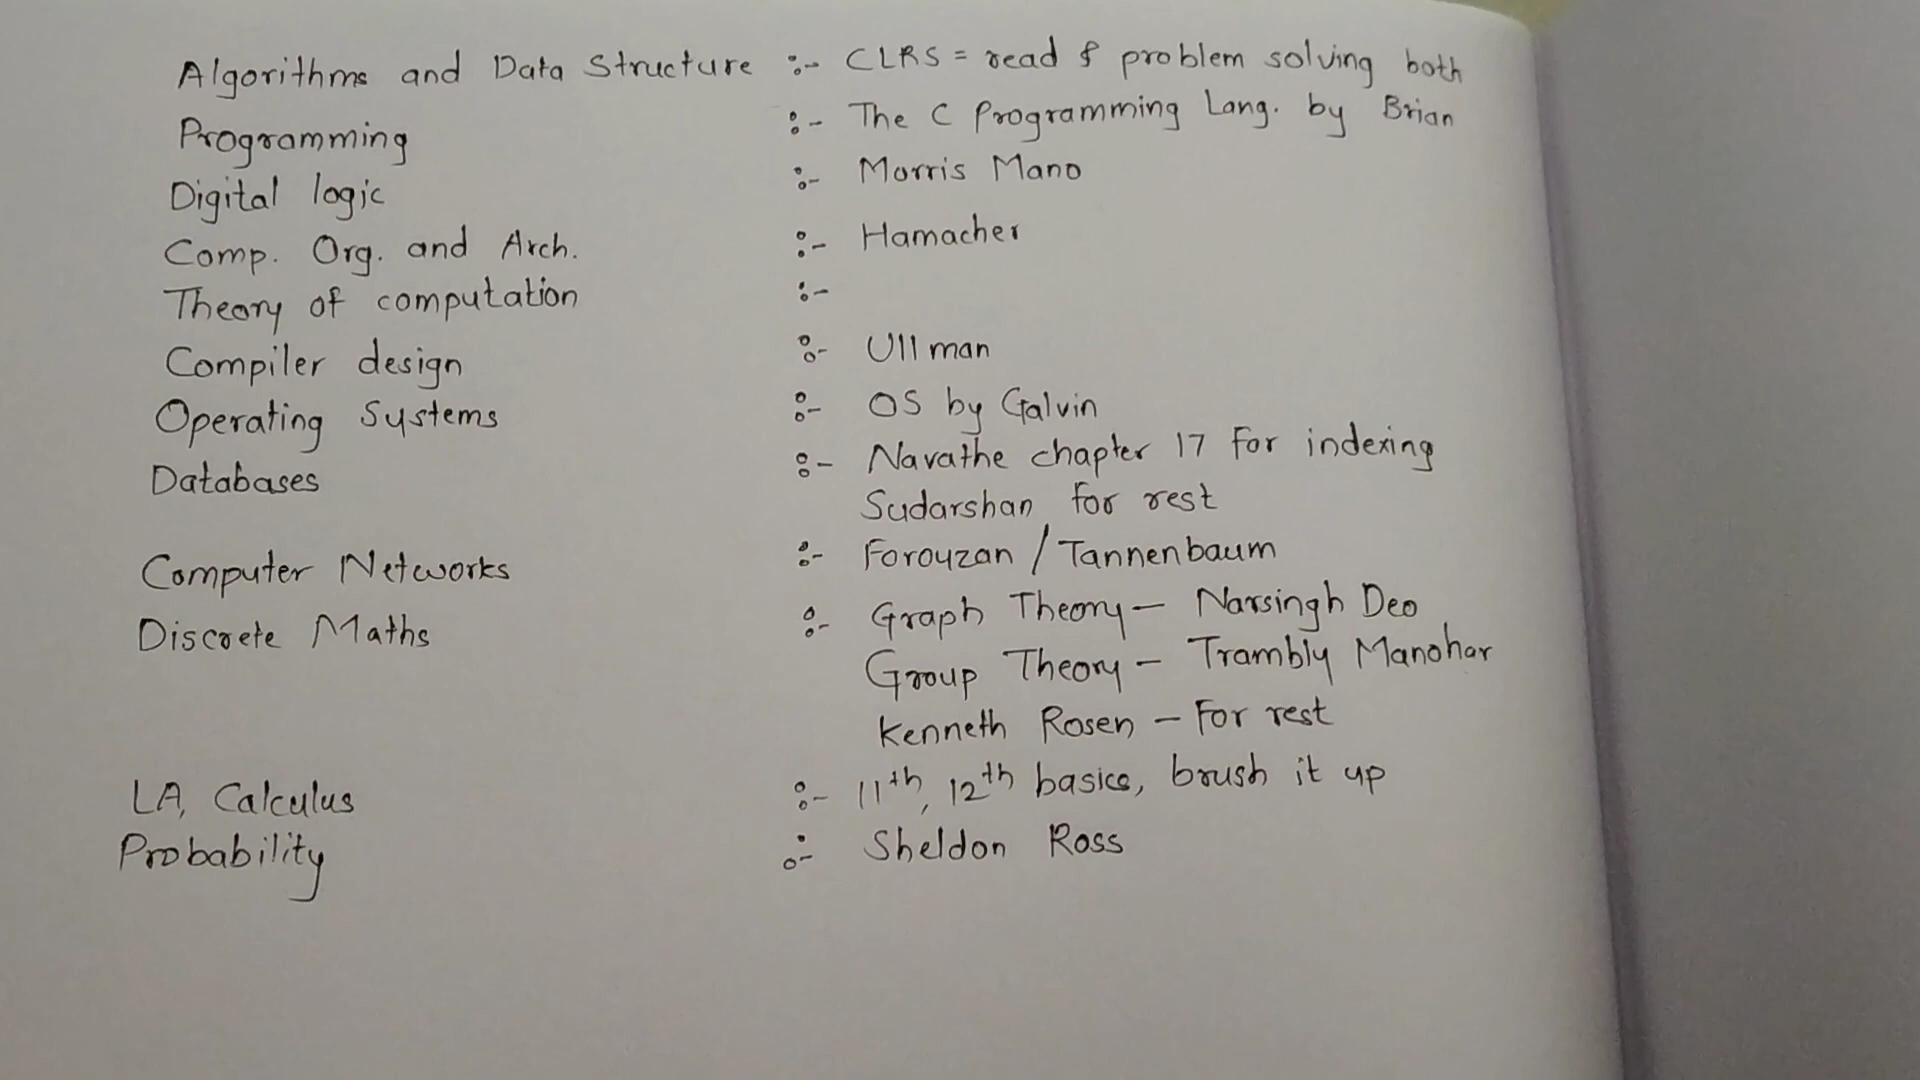 Algorithms and Data Structure :- CLRS = read & problem solving both
Programming :- The C Programming Lang. by Brian
Digital logic :- Morris Mano
Comp. Org. and Arch. :- Hamacher
Theory of computation :-
Compiler design :- Ullman
Operating Systems :- OS by Galvin
Databases :- Navathe chapter 17 for indexing
Sudarshan for rest
Computer Networks :- Forouzan / Tannenbaum
Discrete Maths :- Graph Theory - Narsingh Deo
Group Theory - Trambly Manohar
Kenneth Rosen - For rest
LA, Calculus :- 11th, 12th basics, brush it up
Probability :- Sheldon Ross